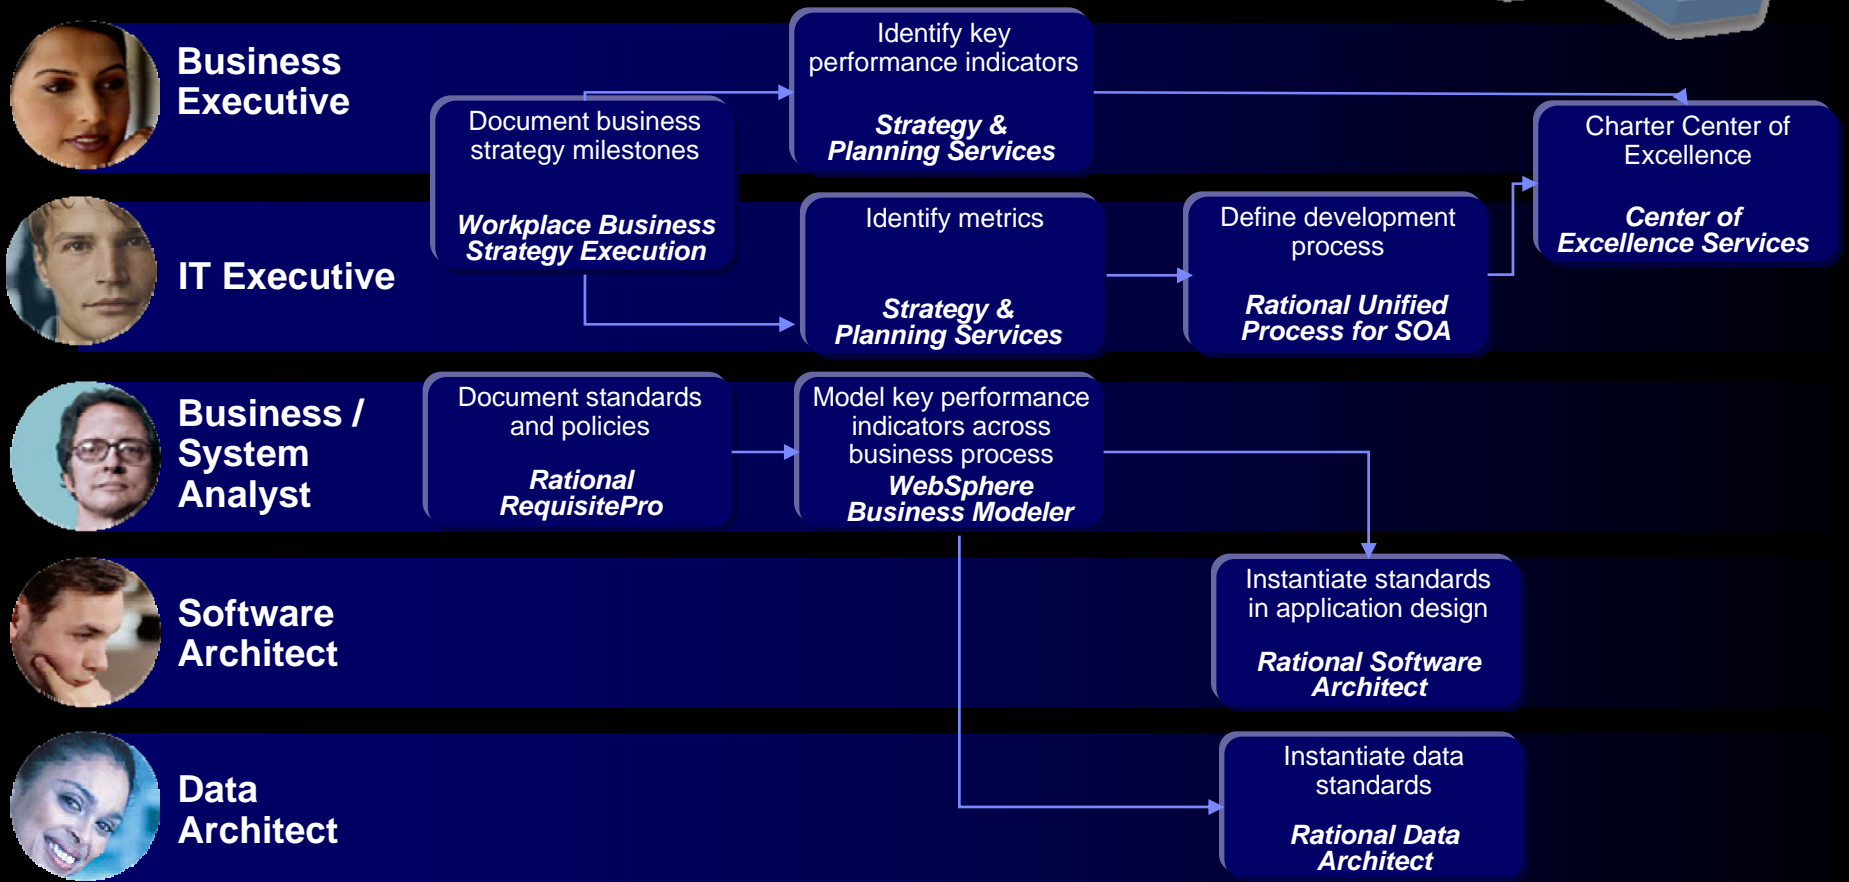 Business
Executive
Document business
strategy milestones
Workplace Business
Strategy Execution
Identify key
performance indicators
Strategy &
Planning Services
Charter Center of
Excellence
Center of
Excellence Services
IT Executive
Identify metrics
Strategy &
Planning Services
Define development
process
Rational Unified
Process for SOA
Business /
System
Analyst
Document standards
and policies
Rational
RequisitePro
Model key performance
indicators across
business process
WebSphere
Business Modeler
Software
Architect
Instantiate standards
in application design
Rational Software
Architect
Data
Architect
Instantiate data
standards
Rational Data
Architect